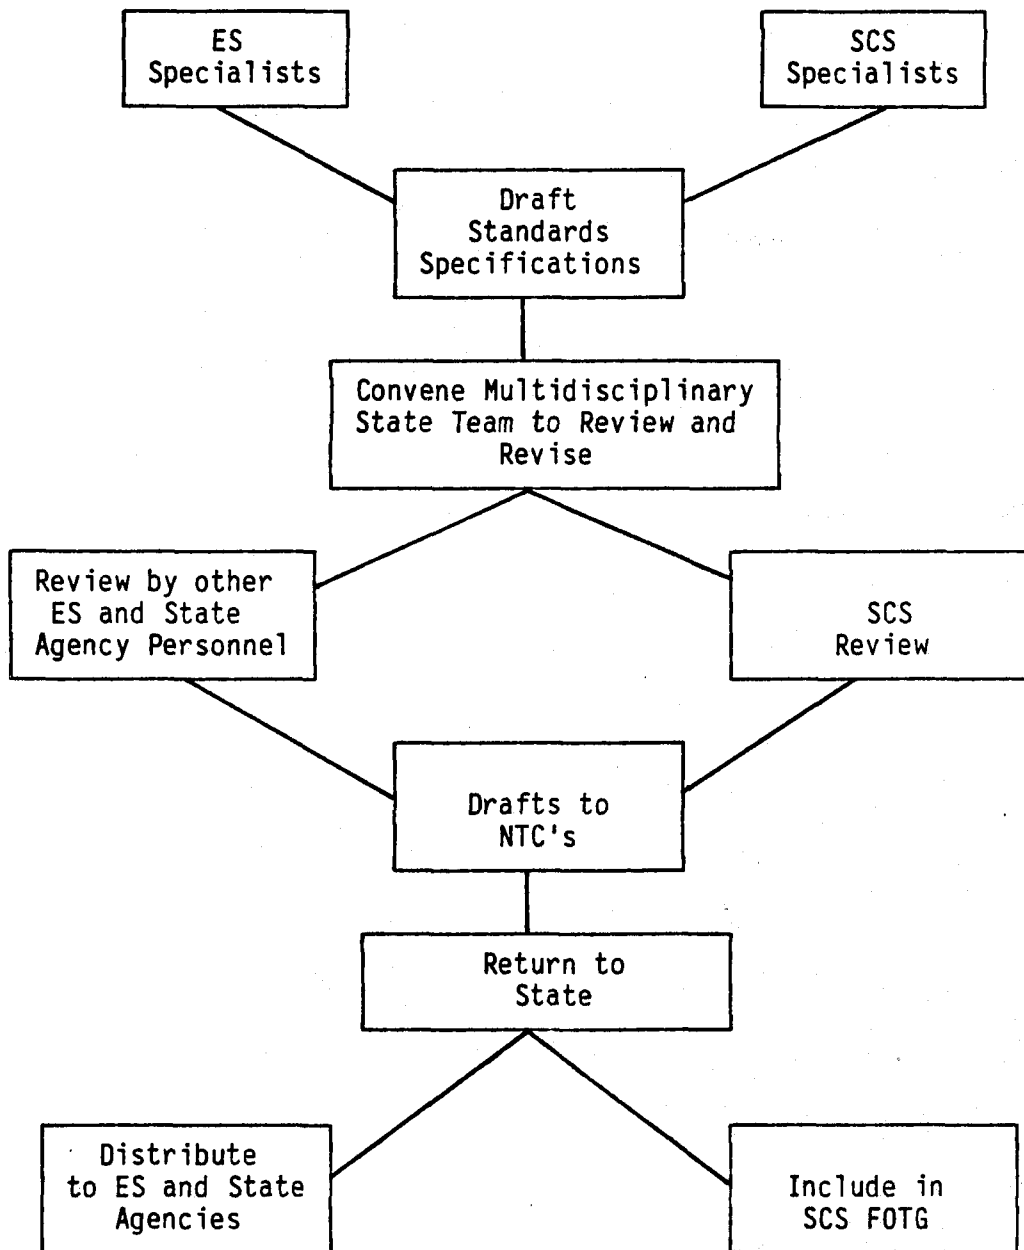 ES
Specialists
SCS
Specialists
Draft
Standards
Specifications
Convene Multidisciplinary
State Team to Review and
Revise
Review by other
ES and State
Agency Personnel
SCS
Review
Drafts to
NTC's
Return to
State
Distribute
to ES and State
Agencies
Include in
SCS FOTG